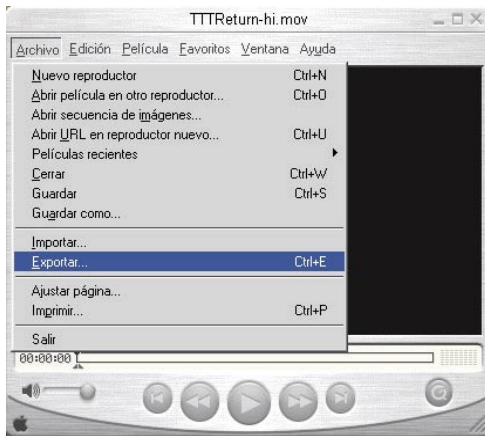 TTTReturn-hi.mov
Archivo Edición Película Favoritos Ventana Ayuda
Nuevo reproductor Ctrl+N
Abrir película en otro reproductor... Ctrl+O
Abrir secuencia de imágenes...
Abrir URL en reproductor nuevo... Ctrl+U
Películas recientes
Cerrar Ctrl+W
Guardar Ctrl+S
Guardar como...
Importar...
Exportar... Ctrl+E
Ajustar página...
Imprimir... Ctrl+P
Salir
00:00:00